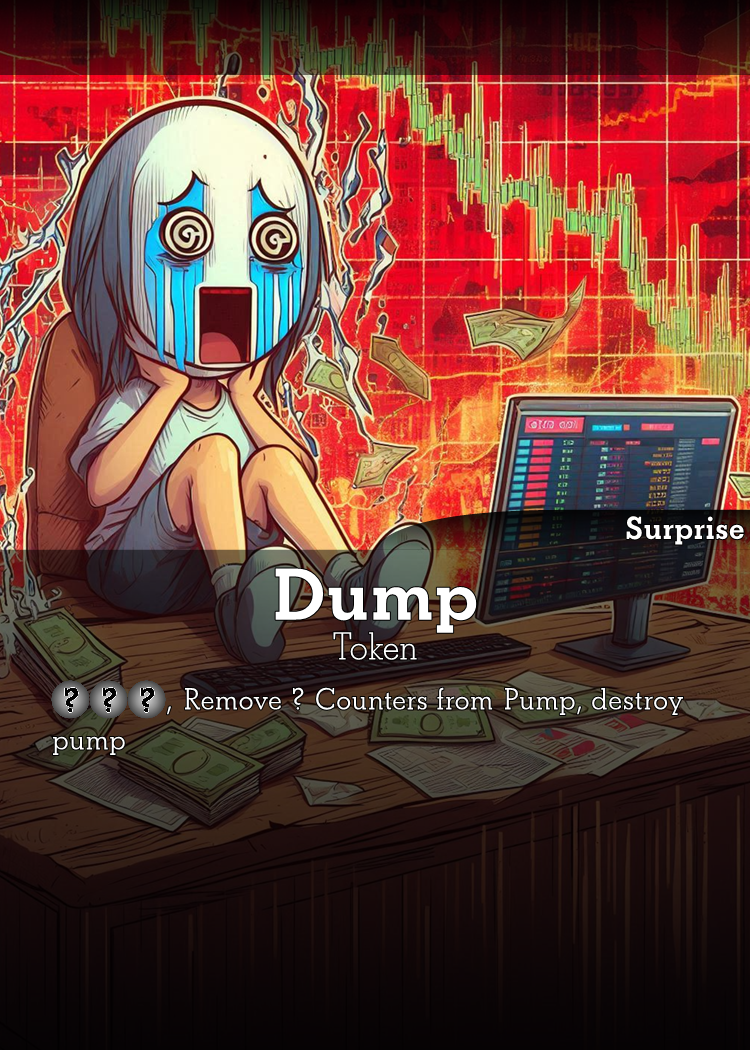 Surprise
Dump
Token
? ? ?, Remove ? Counters from Pump, destroy
pump